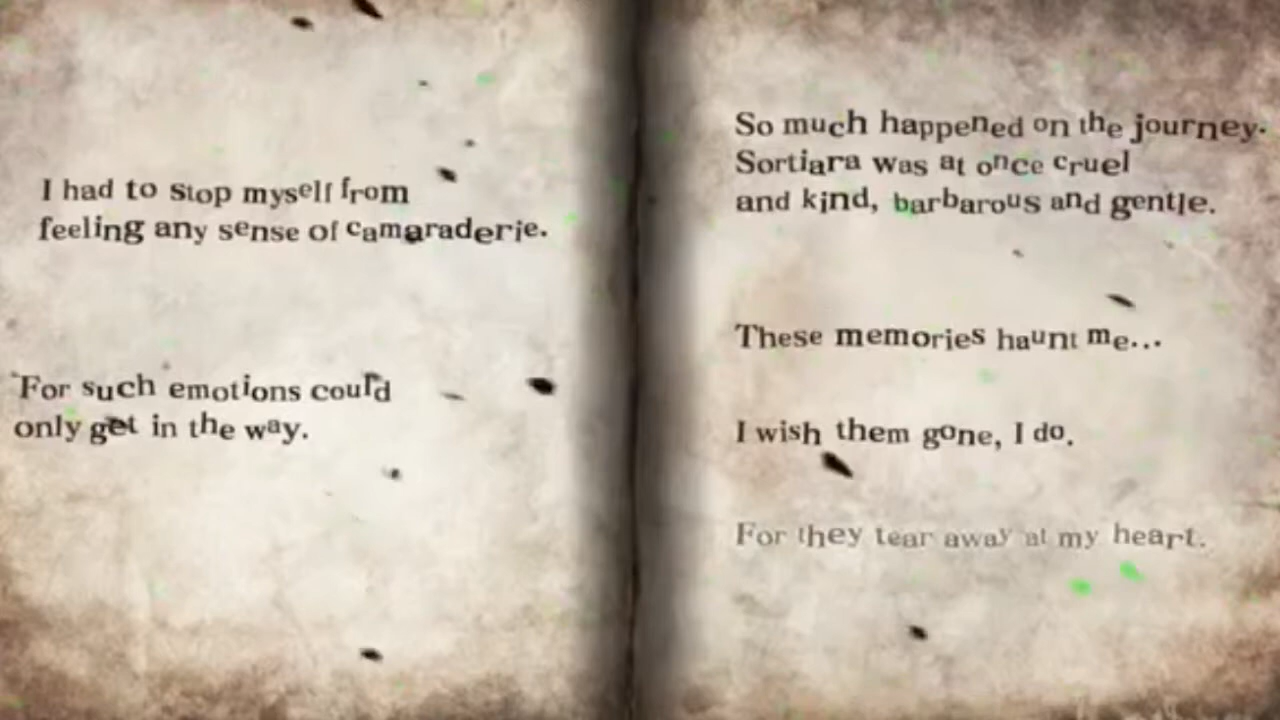 I had to stop myself from
feeling any sense of camaraderie.
For such emotions could
only get in the way.
So much happened on the journey.
Sortiara was at once cruel
and kind, barbarous and gentle.
These memories haunt me...
I wish them gone, I do.
For they tear away at my heart.